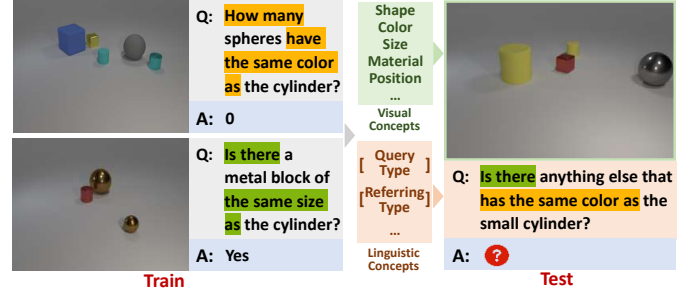 Q: How many
spheres have
the same color
as the cylinder?
A: 0
Q: Is there a
metal block of
the same size
as the cylinder?
A: Yes
Train
Shape
Color
Size
Material
Position
...
Visual
Concepts
[ Query
Type ]
[Referring
Type ]
...
Linguistic
Concepts
Q: Is there anything else that
has the same color as the
small cylinder?
A: ?
Test